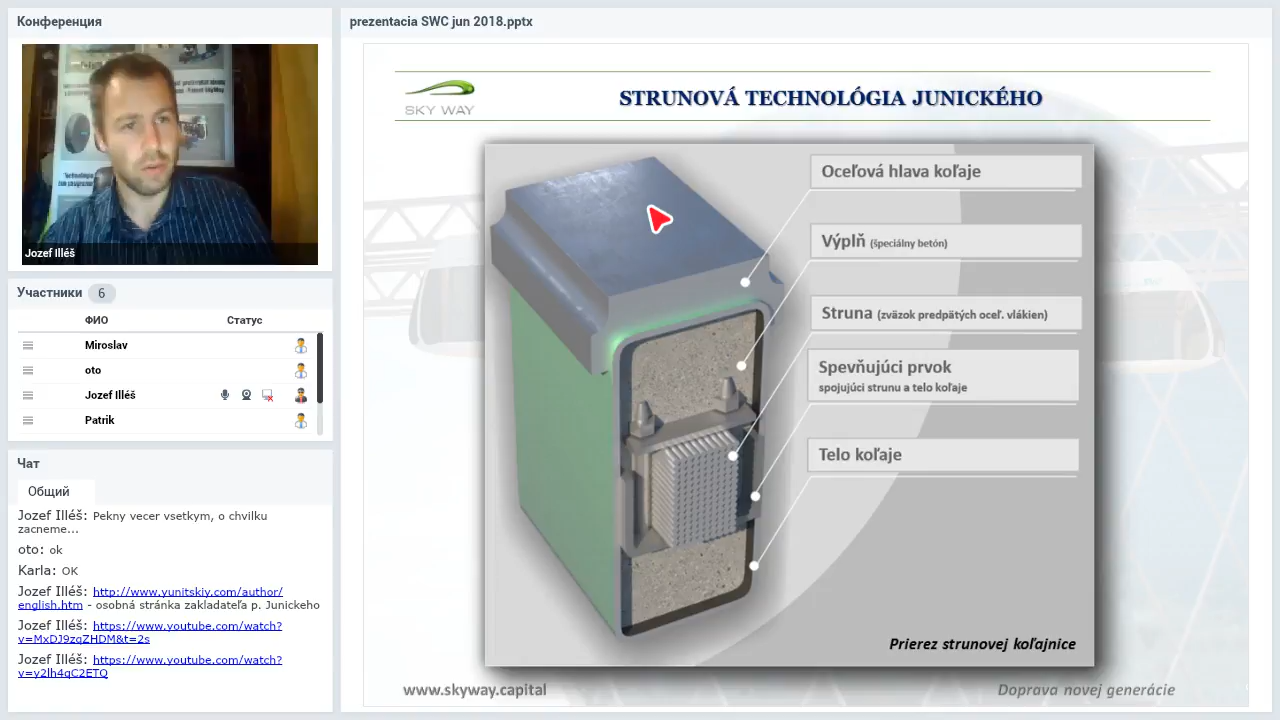 Конференция
Jozef Illéš
Участники 6
ФИО Статус
Miroslav
oto
Jozef Illéš
Patrik
Чат
Общий
Jozef Illéš: Pekny vecer vsetkym, o chvilku
zacneme...
oto: ok
Karla: OK
Jozef Illéš: http://www.yunitskiy.com/author/
english.htm - osobná stránka zakladateľa p. Junickeho
Jozef Illéš: https://www.youtube.com/watch?
v=MxDJ9zqZHDM&t=2s
Jozef Illéš: https://www.youtube.com/watch?
v=y2lh4qC2ETQ
prezentacia SWC jun 2018.pptx
SKY WAY
STRUNOVÁ TECHNOLÓGIA JUNICKÉHO
Oceľová hlava koľaje
Výplň (špeciálny betón)
Struna (zväzok predpätých oceľ. vlákien)
Spevňujúci prvok
spojujúci strunu a telo koľaje
Telo koľaje
Prierez strunovej koľajnice
www.skyway.capital
Doprava novej generácie